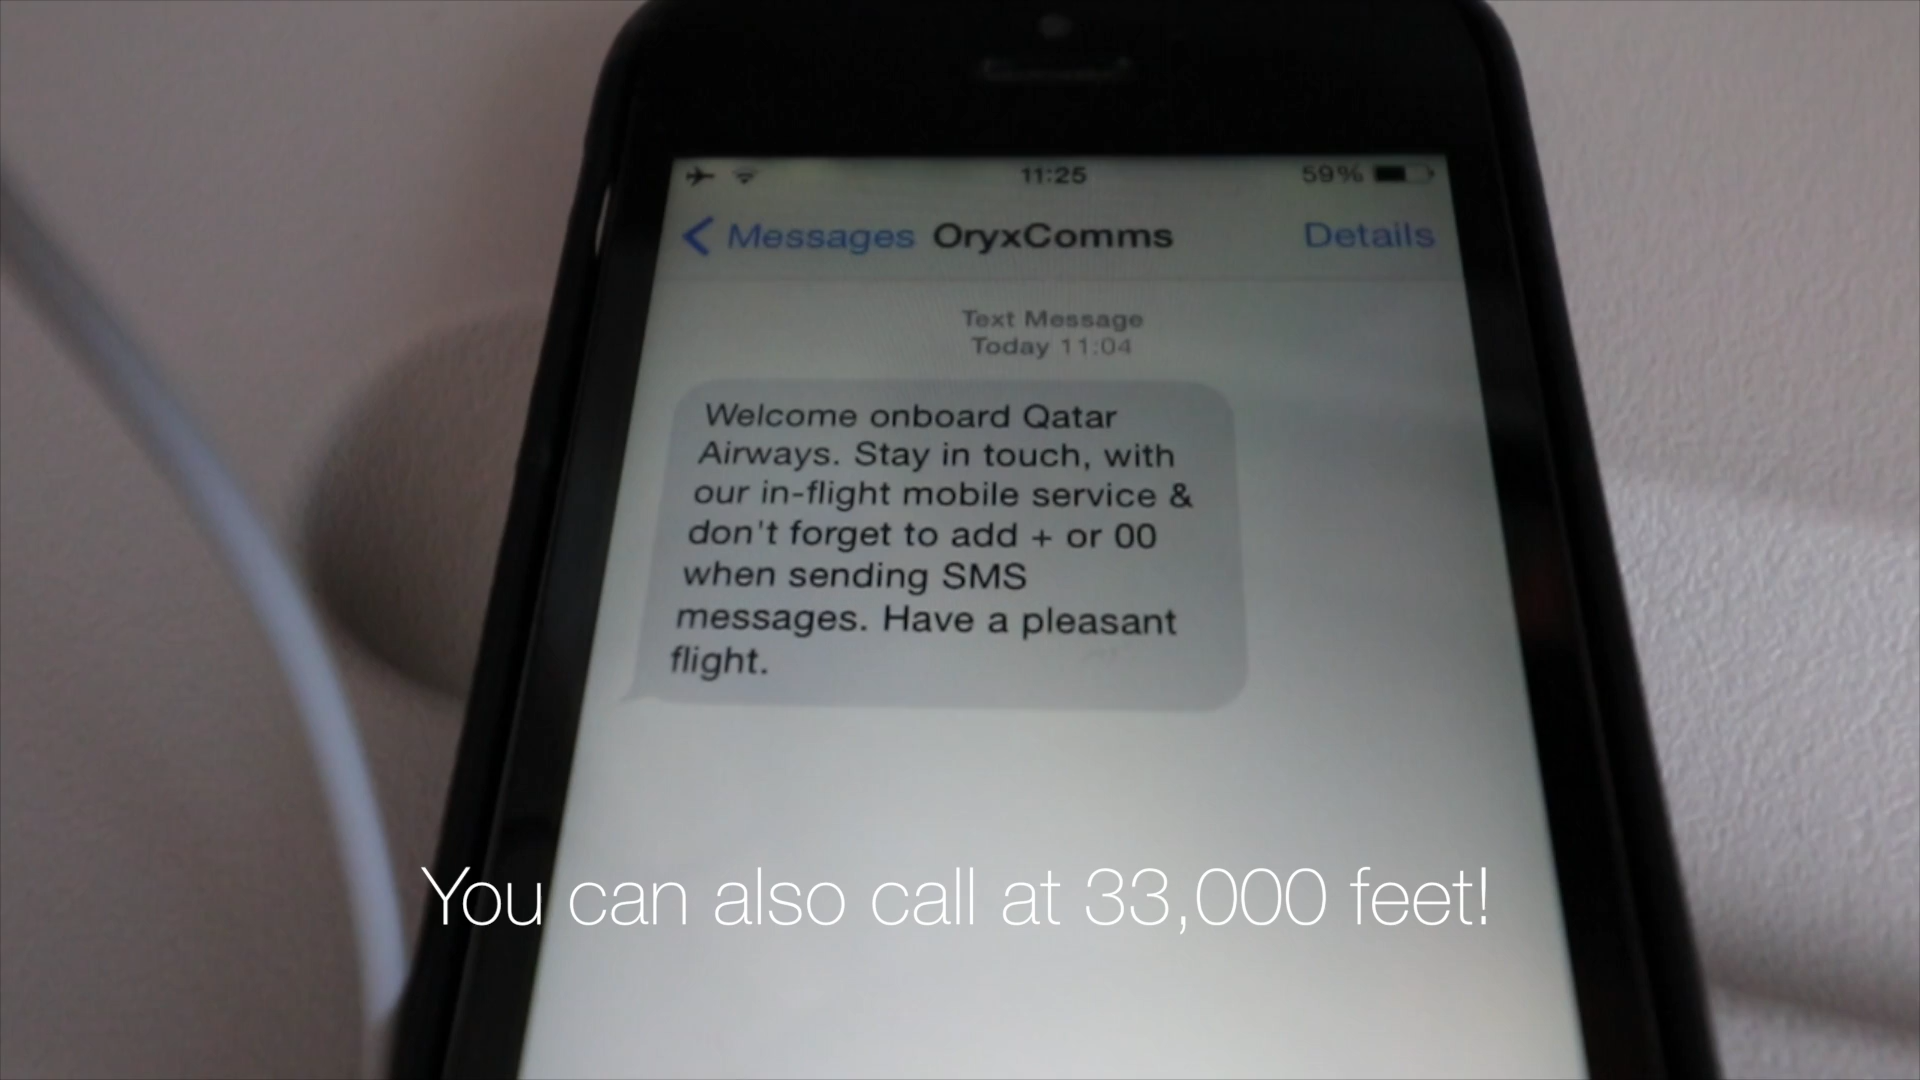 11:25
59%
Messages OryxComms Details
Text Message
Today 11:04
Welcome onboard Qatar
Airways. Stay in touch, with
our in-flight mobile service &
don't forget to add + or 00
when sending SMS
messages. Have a pleasant
flight.
You can also call at 33,000 feet!